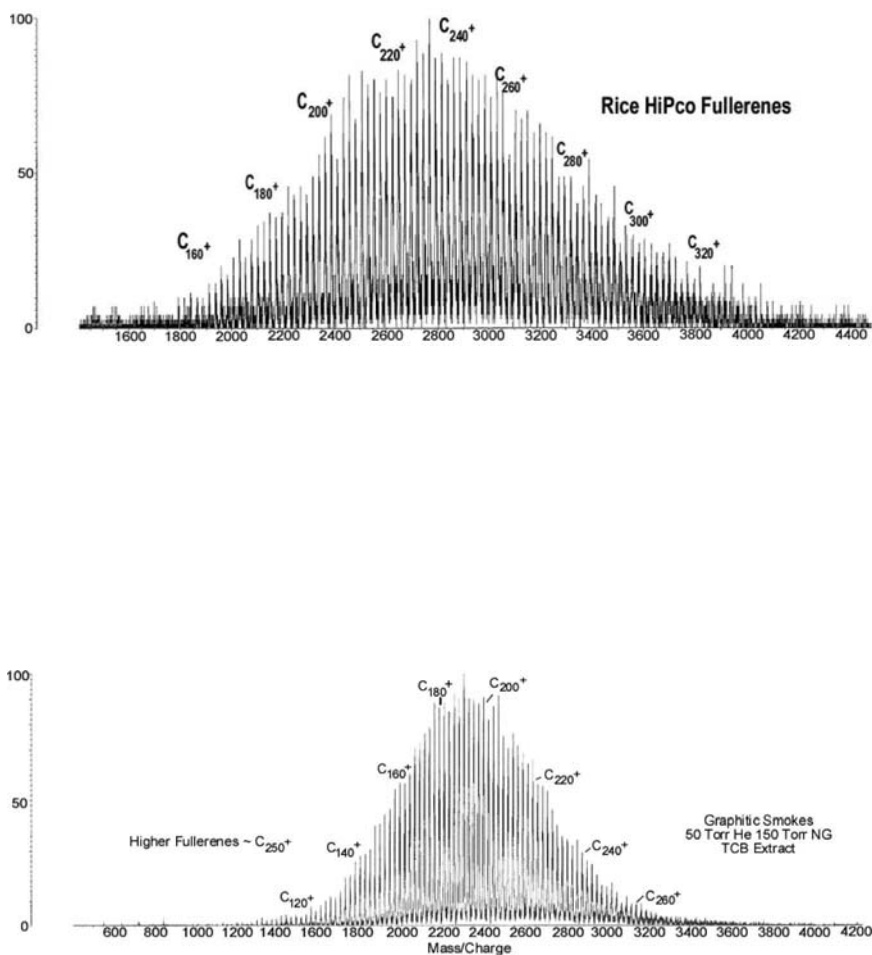 100
C240+
C220+
C260+
Rice HiPco Fullerenes
C200+
50
C280+
C180+
C300+
C160+
C320+
0
1600 1800 2000 2200 2400 2600 2800 3000 3200 3400 3600 3800 4000 4200 4400
100
C180+
C200+
C160+
C220+
50
Graphitic Smokes
Higher Fullerenes ~ C250+
50 Torr He 150 Torr NG
C140+
C240+
TCB Extract
C120+
C260+
0
600 800 1000 1200 1400 1600 1800 2000 2200 2400 2600 2800 3000 3200 3400 3600 3800 4000 4200
Mass/Charge